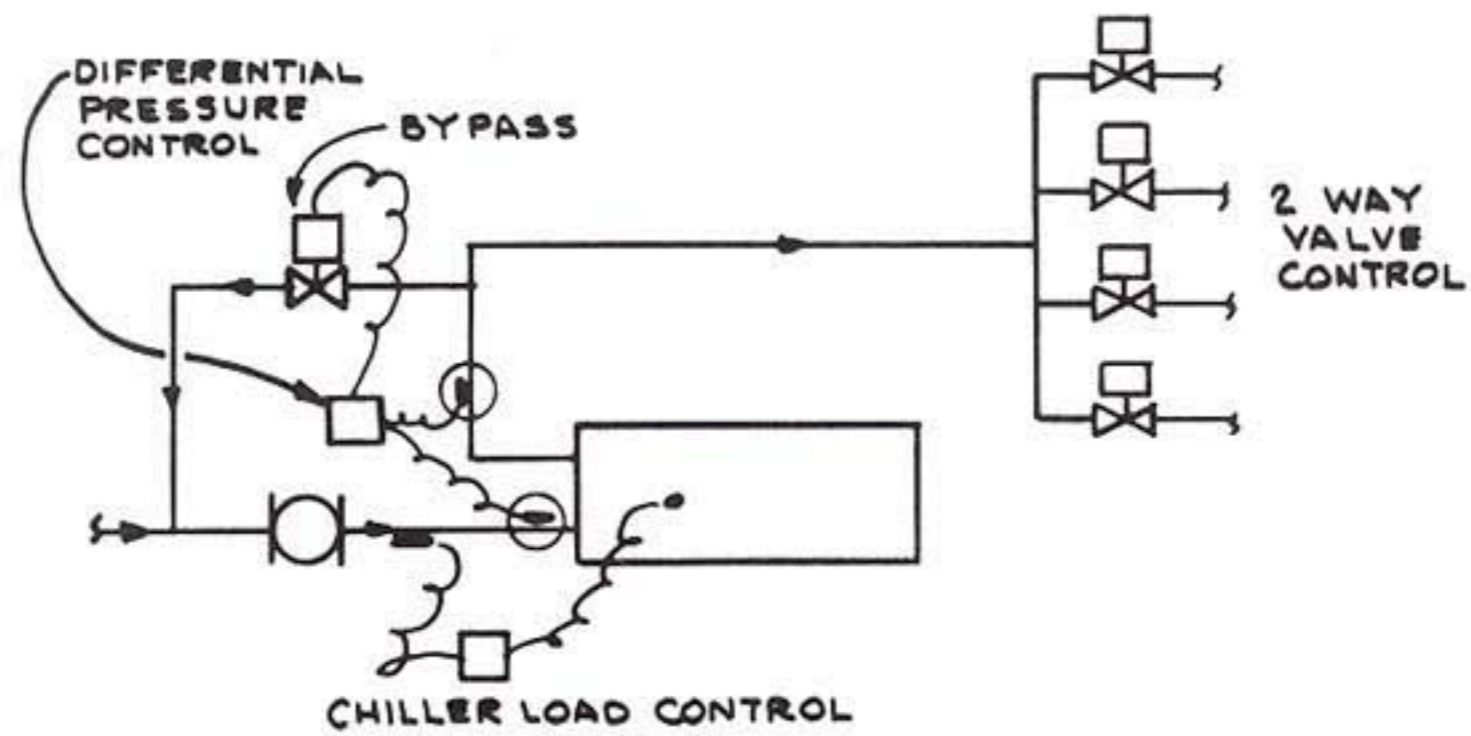 DIFFERENTIAL
PRESSURE
CONTROL
BYPASS
2 WAY
VALVE
CONTROL
CHILLER LOAD CONTROL